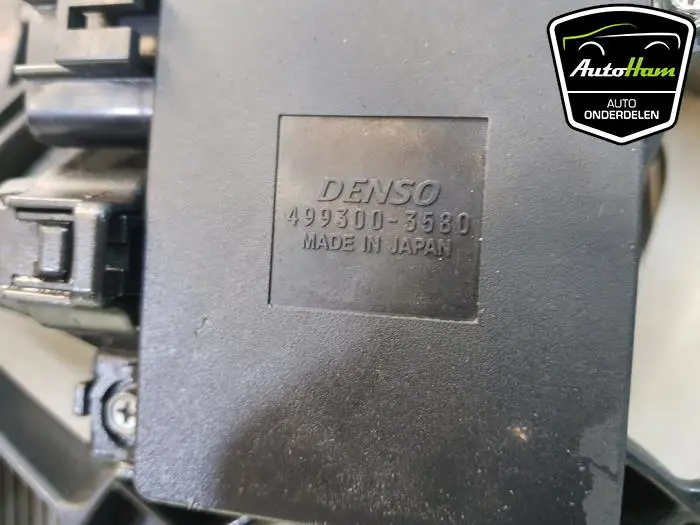 AutoHam
AUTO
ONDERDELEN
DENSO
499300-3580
MADE IN JAPAN